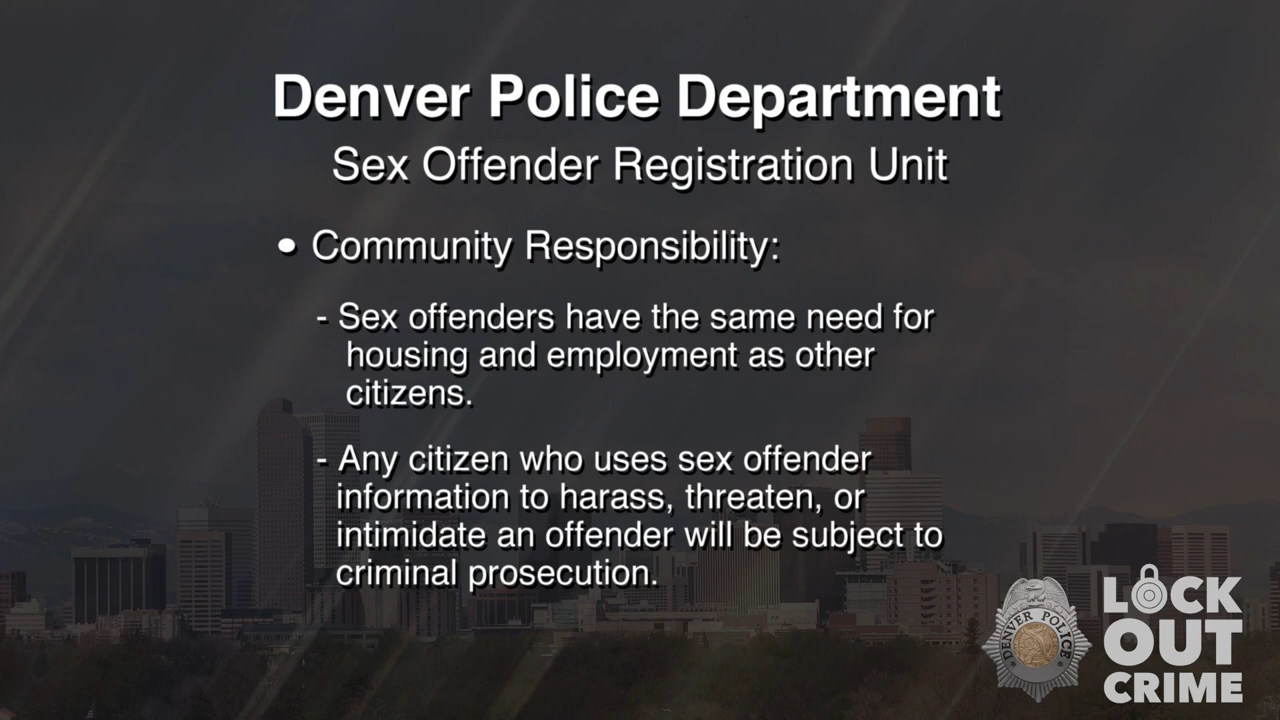 Denver Police Department
Sex Offender Registration Unit
• Community Responsibility:
- Sex offenders have the same need for
housing and employment as other
citizens.
- Any citizen who uses sex offender
information to harass, threaten, or
intimidate an offender will be subject to
criminal prosecution.
DENVER POLICE
LOCK
OUT
CRIME